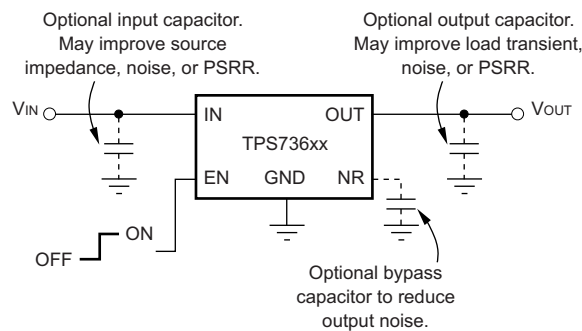 Optional input capacitor.
May improve source
impedance, noise, or PSRR.
Optional output capacitor.
May improve load transient,
noise, or PSRR.
VIN
IN
OUT
VOUT
TPS736xx
EN
GND
NR
ON
OFF
Optional bypass
capacitor to reduce
output noise.